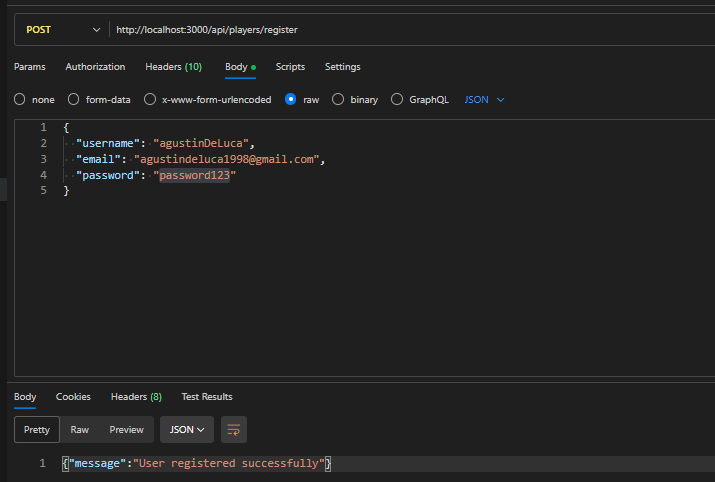 POST http://localhost:3000/api/players/register
Params Authorization Headers (10) Body Scripts Settings
none form-data x-www-form-urlencoded raw binary GraphQL JSON
1 {
2 "username": "agustinDeLuca",
3 "email": "agustindeluca1998@gmail.com",
4 "password": "password123"
5 }
Body Cookies Headers (8) Test Results
Pretty Raw Preview JSON
1 {"message":"User registered successfully"}